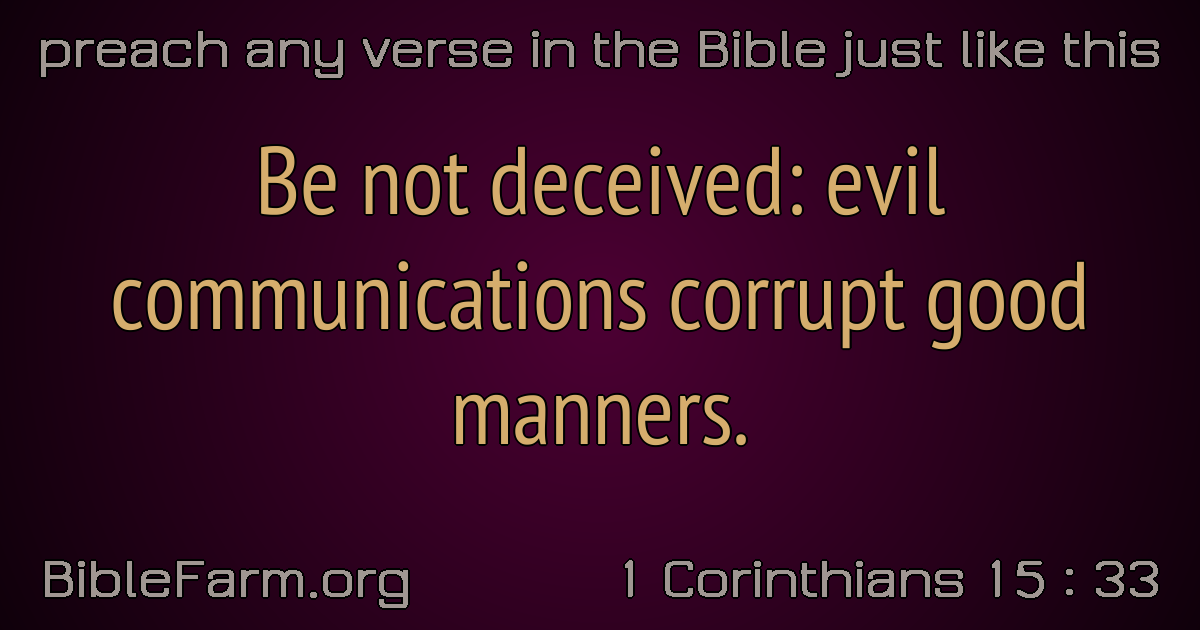 preach any verse in the Bible just like this
Be not deceived: evil
communications corrupt good
manners.
BibleFarm.org 1 Corinthians 15 : 33